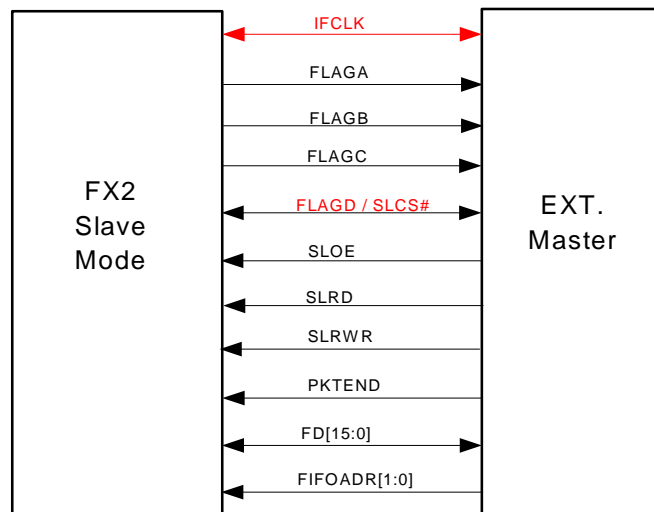 IFCLK
FLAGA
FLAGB
FLAGC
FX2
Slave
Mode
FLAGD / SLCS#
EXT.
Master
SLOE
SLRD
SLRWR
PKTEND
FD[15:0]
FIFOADR[1:0]